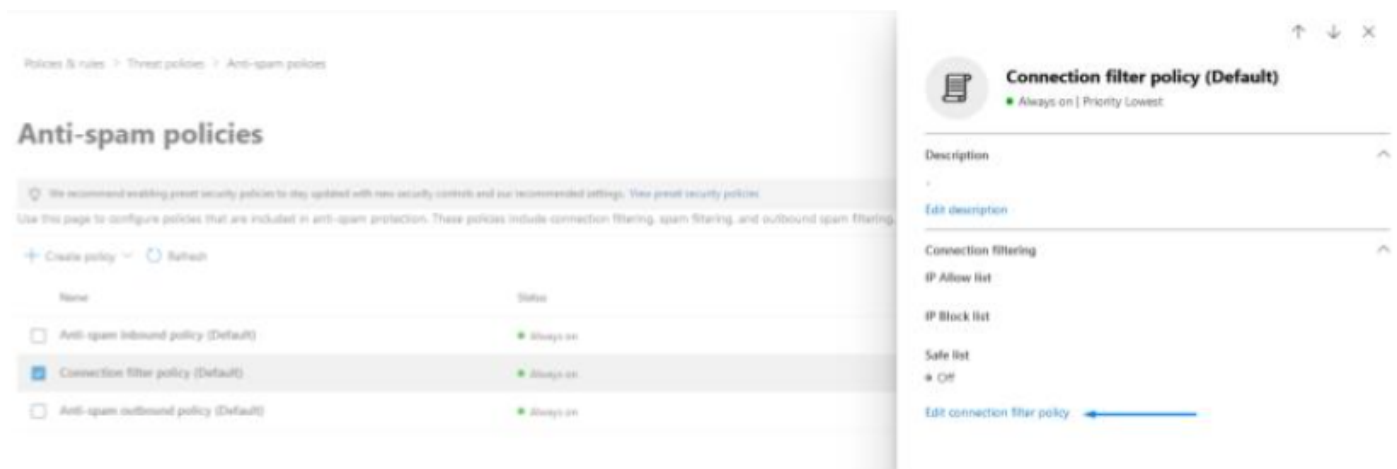 Policies & rules > Threat policies > Anti-spam policies
Anti-spam policies
We recommend enabling preset security policies to stay updated with new security controls and our recommended settings. View preset security policies
Use this page to configure policies that are included in anti-spam protection. These policies include connection filtering, spam filtering, and outbound spam filtering.
+ Create policy Refresh
Name Status
Anti-spam inbound policy (Default) Always on
Connection filter policy (Default) Always on
Anti-spam outbound policy (Default) Always on
Connection filter policy (Default)
Always on | Priority Lowest
Description
-
Edit description
Connection filtering
IP Allow list
IP Block list
Safe list
Off
Edit connection filter policy